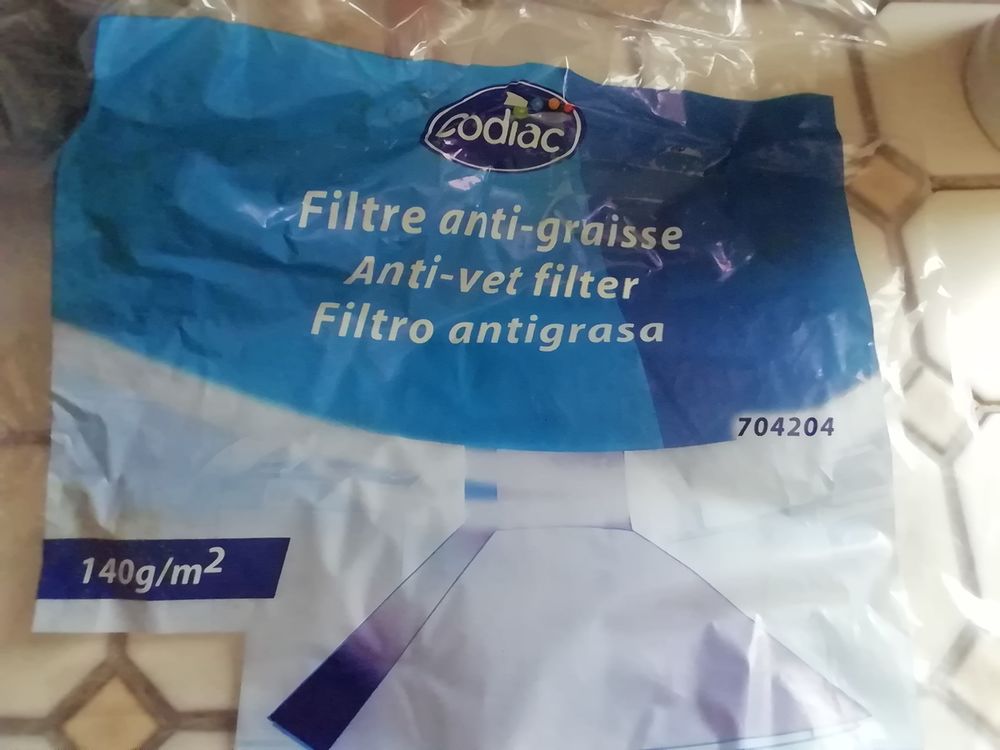 zodiac
Filtre anti-graisse
Anti-vet filter
Filtro antigrasa
704204
140g/m²